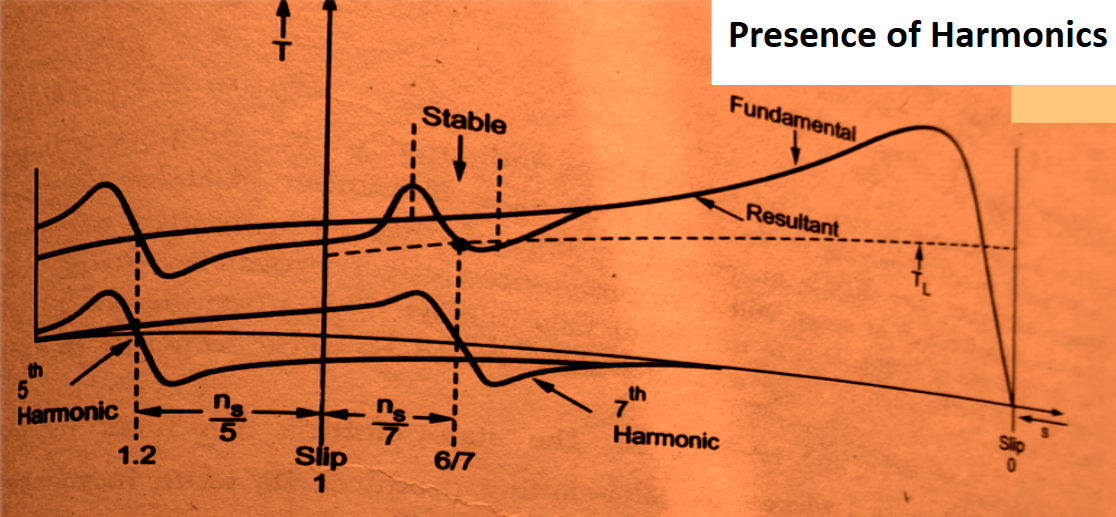 Presence of Harmonics
T
Stable
Fundamental
Resultant
T_L
5th
Harmonic
n_s/5
n_s/7
7th
Harmonic
1.2
Slip
1
6/7
s
Slip
0